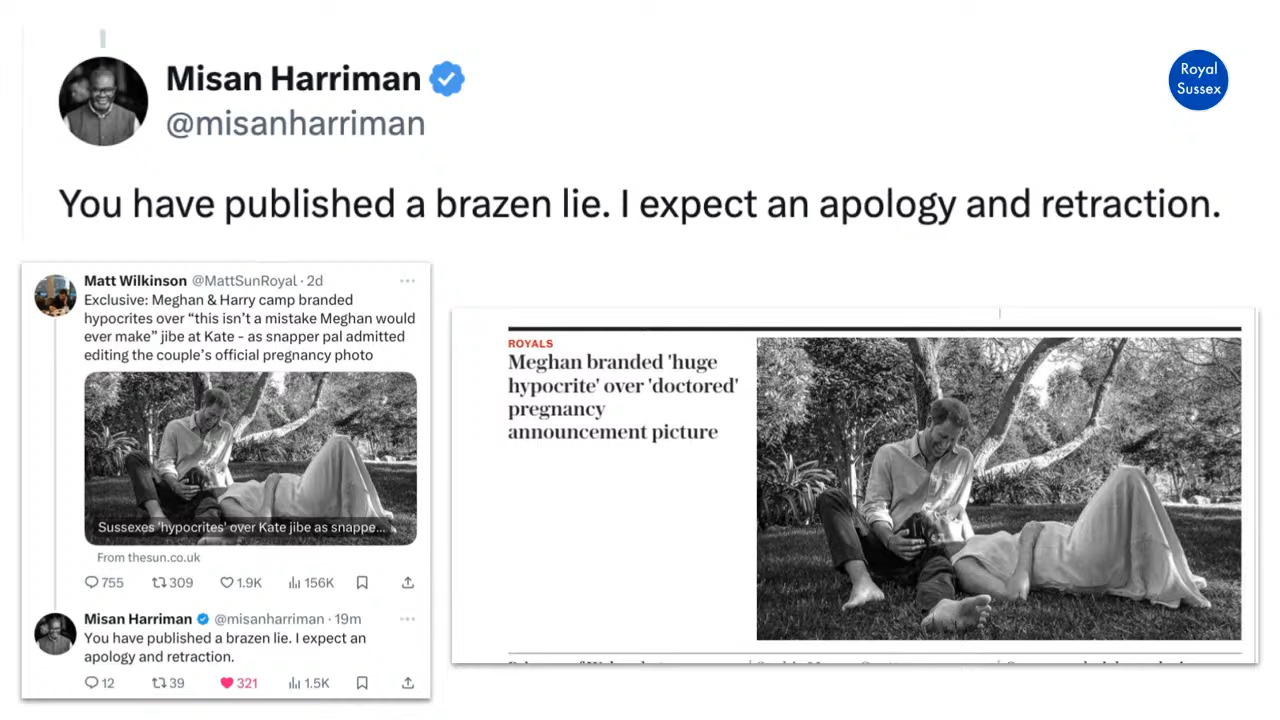 Misan Harriman
@misanharriman
Royal
Sussex
You have published a brazen lie. I expect an apology and retraction.
Matt Wilkinson @MattSunRoyal · 2d
Exclusive: Meghan & Harry camp branded
hypocrites over “this isn’t a mistake Meghan would
ever make” jibe at Kate - as snapper pal admitted
editing the couple’s official pregnancy photo
Sussexes 'hypocrites' over Kate jibe as snappe...
From thesun.co.uk
755 309 1.9K 156K
Misan Harriman @misanharriman · 19m
You have published a brazen lie. I expect an
apology and retraction.
12 39 321 1.5K
ROYALS
Meghan branded 'huge
hypocrite' over 'doctored'
pregnancy
announcement picture